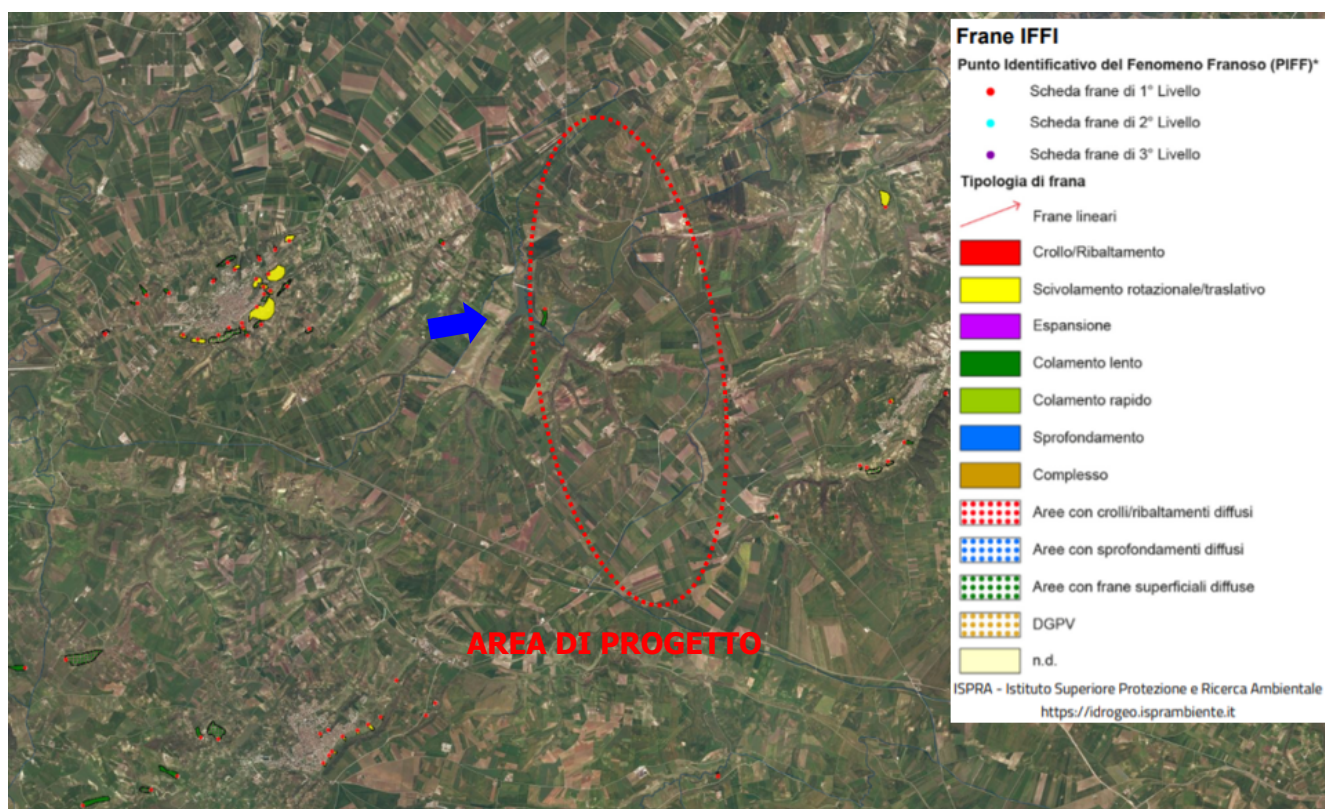 Frane IFFI
Punto Identificativo del Fenomeno Franoso (PIFF)*
Scheda frane di 1° Livello
Scheda frane di 2° Livello
Scheda frane di 3° Livello
Tipologia di frana
Frane lineari
Crollo/Ribaltamento
Scivolamento rotazionale/traslativo
Espansione
Colamento lento
Colamento rapido
Sprofondamento
Complesso
Aree con crolli/ribaltamenti diffusi
Aree con sprofondamenti diffusi
Aree con frane superficiali diffuse
DGPV
n.d.
ISPRA - Istituto Superiore Protezione e Ricerca Ambientale
https://idrogeo.isprambiente.it
AREA DI PROGETTO